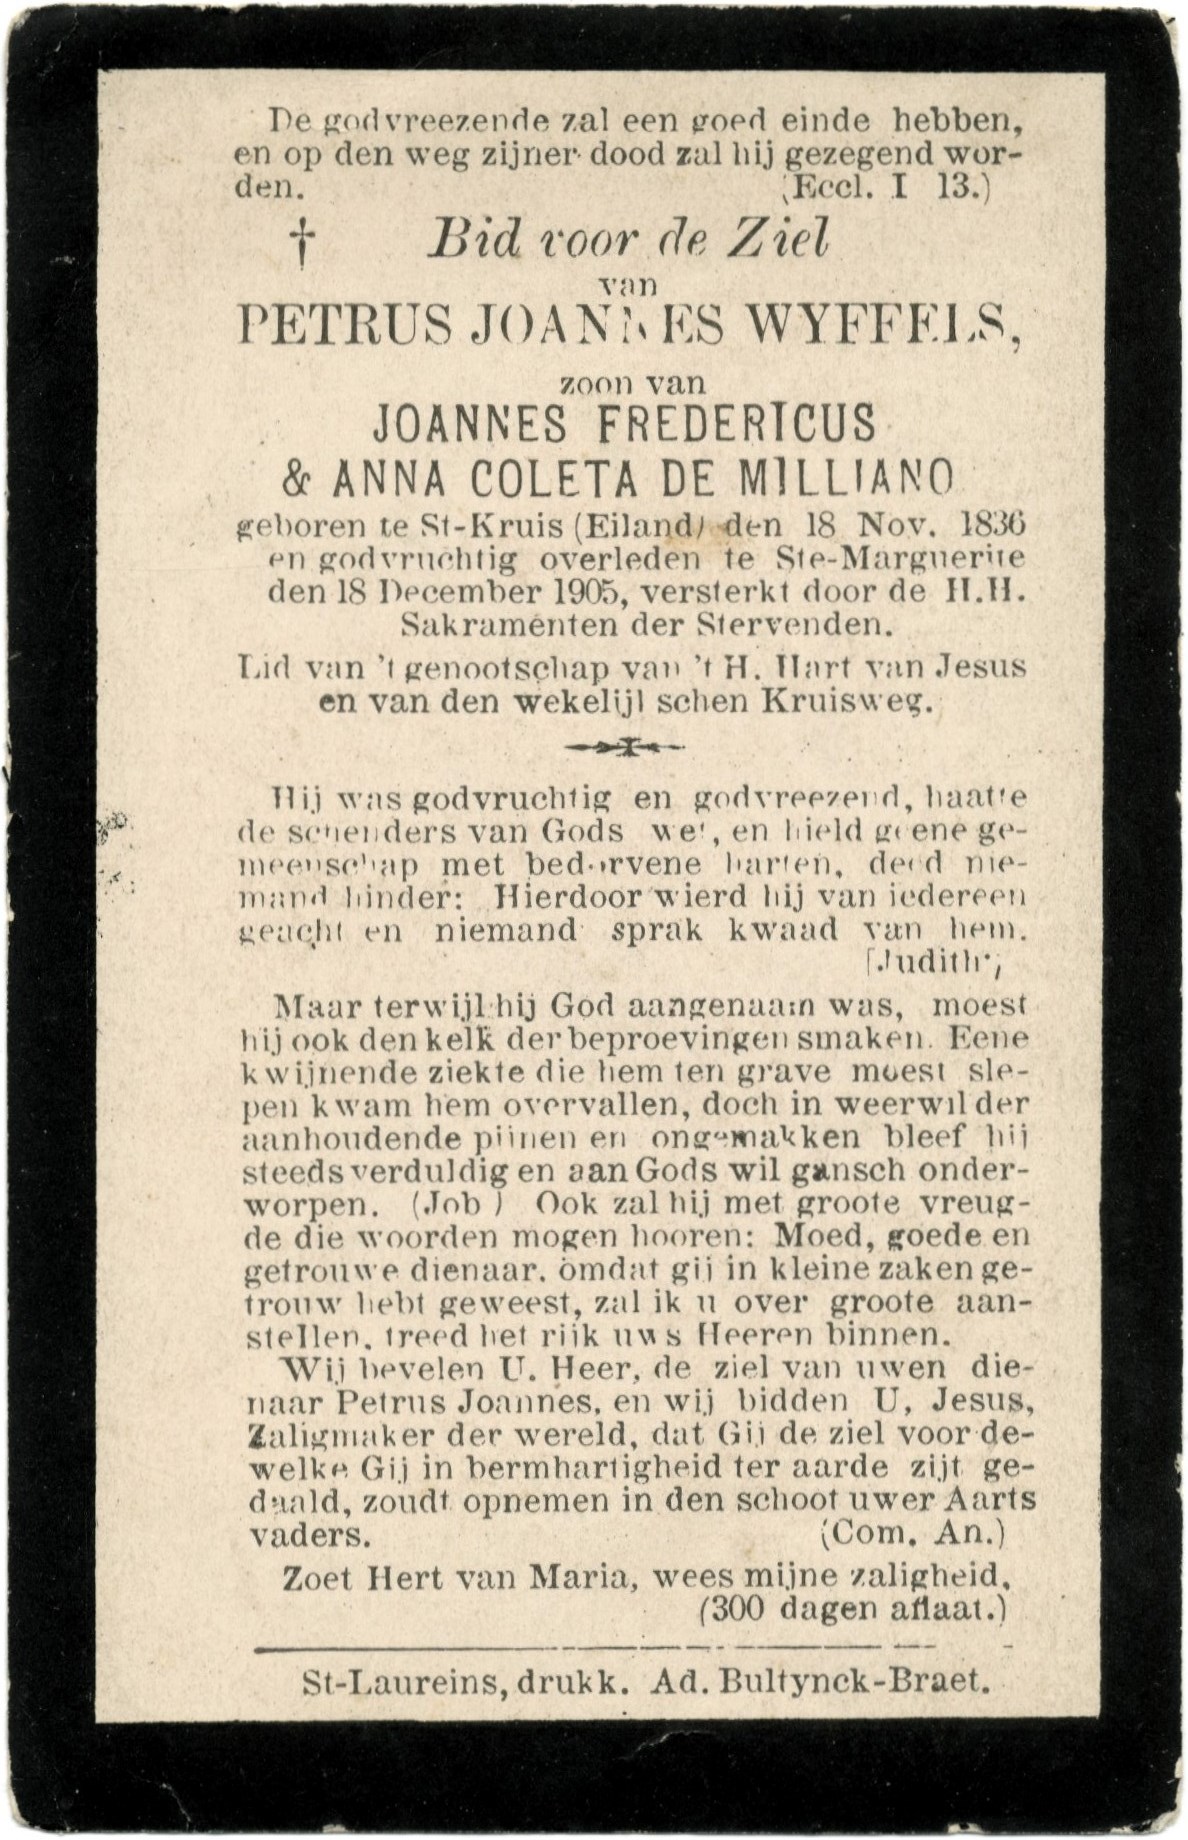 De godvreezende zal een goed einde hebben,
en op den weg zijner dood zal hij gezegend wor-
den. (Eccl. I 13.)
† Bid voor de Ziel
van
PETRUS JOANNES WYFFELS,
zoon van
JOANNES FREDERICUS
& ANNA COLETA DE MILLIANO
geboren te St-Kruis (Eiland) den 18 Nov. 1836
en godvruchtig overleden te Ste-Marguerite
den 18 December 1905, versterkt door de H.H.
Sakramenten der Stervenden.
Lid van 't genootschap van 't H. Hart van Jesus
en van den wekelijkschen Kruisweg.
Hij was godvruchtig en godvreezend, haatte
de schenders van Gods wet, en hield geene ge-
meenschap met bedorvene harten, deed nie-
mand hinder: Hierdoor wierd hij van iedereen
geacht en niemand sprak kwaad van hem.
(Judith)
Maar terwijl hij God aangenaam was, moest
hij ook den kelk der beproevingen smaken. Eene
kwijnende ziekte die hem ten grave moest sle-
pen kwam hem overvallen, doch in weerwil der
aanhoudende pijnen en ongemakken bleef hij
steeds verduldig en aan Gods wil gansch onder-
worpen. (Job) Ook zal hij met groote vreug-
de die woorden mogen hooren: Moed, goede en
getrouwe dienaar, omdat gij in kleine zaken ge-
trouw hebt geweest, zal ik u over groote aan-
stellen, treed het rijk uws Heeren binnen.
Wij bevelen U. Heer, de ziel van uwen die-
naar Petrus Joannes, en wij bidden U, Jesus,
Zaligmaker der wereld, dat Gij de ziel voor de-
welke Gij in bermhartigheid ter aarde zijt ge-
daald, zoudt opnemen in den schoot uwer Aarts
vaders. (Com. An.)
Zoet Hert van Maria, wees mijne zaligheid,
(300 dagen aflaat.)
St-Laureins, drukk. Ad. Bultynck-Braet.